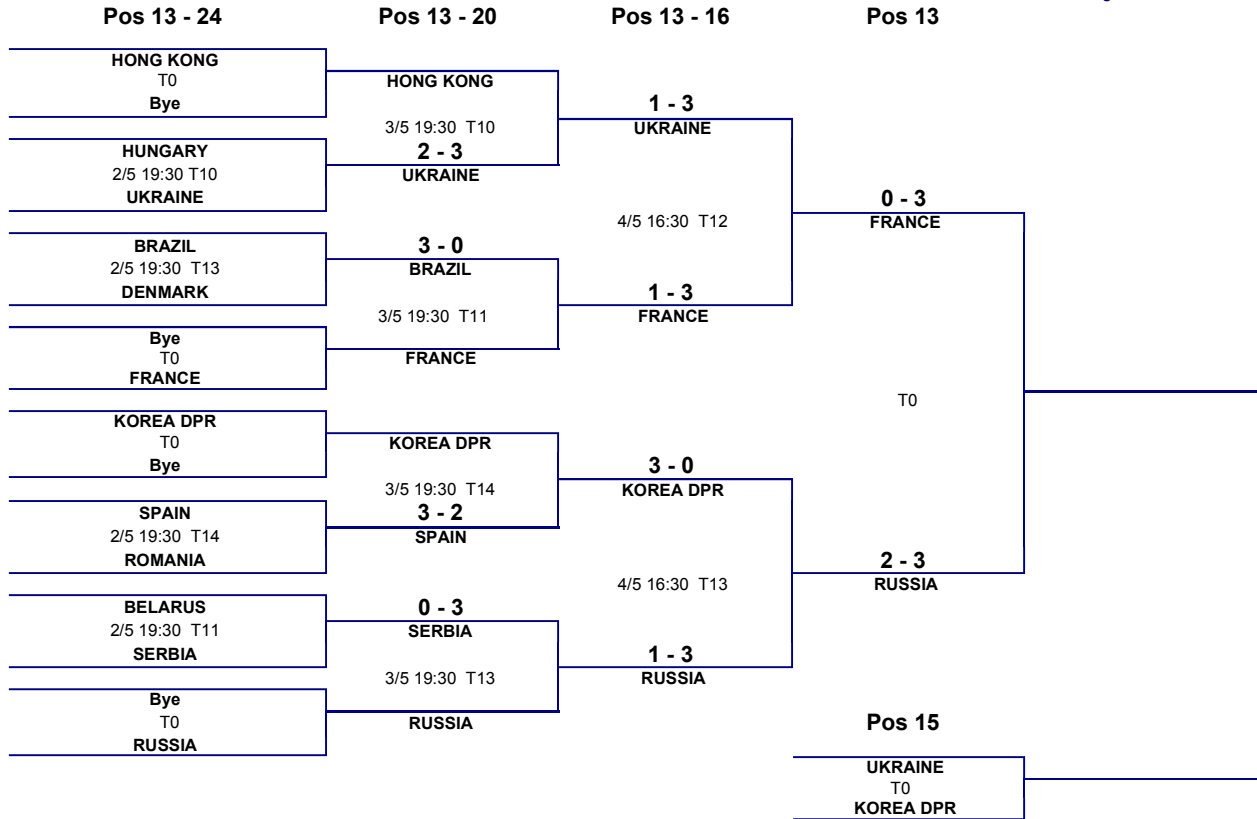 Pos 13 - 24
Pos 13 - 20
Pos 13 - 16
Pos 13
HONG KONG
T0
Bye
HUNGARY
2/5 19:30 T10
UKRAINE
BRAZIL
2/5 19:30 T13
DENMARK
Bye
T0
FRANCE
KOREA DPR
T0
Bye
SPAIN
2/5 19:30 T14
ROMANIA
BELARUS
2/5 19:30 T11
SERBIA
Bye
T0
RUSSIA
HONG KONG
3/5 19:30 T10
2 - 3
UKRAINE
3 - 0
BRAZIL
3/5 19:30 T11
FRANCE
KOREA DPR
3/5 19:30 T14
3 - 2
SPAIN
0 - 3
SERBIA
3/5 19:30 T13
RUSSIA
1 - 3
UKRAINE
4/5 16:30 T12
1 - 3
FRANCE
3 - 0
KOREA DPR
4/5 16:30 T13
1 - 3
RUSSIA
0 - 3
FRANCE
T0
2 - 3
RUSSIA
Pos 15
UKRAINE
T0
KOREA DPR